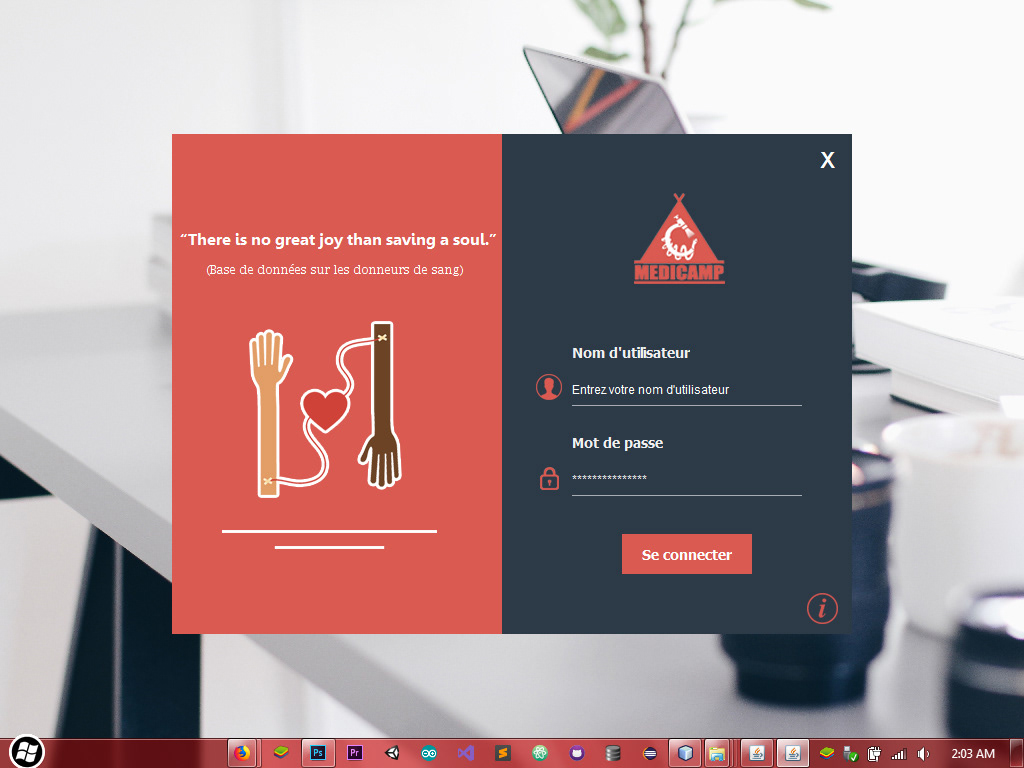 X
“There is no great joy than saving a soul.”
(Base de données sur les donneurs de sang)
MEDICAMP
Nom d'utilisateur
Entrez votre nom d'utilisateur
Mot de passe
***************
Se connecter
i
Ps
Pr
2:03 AM